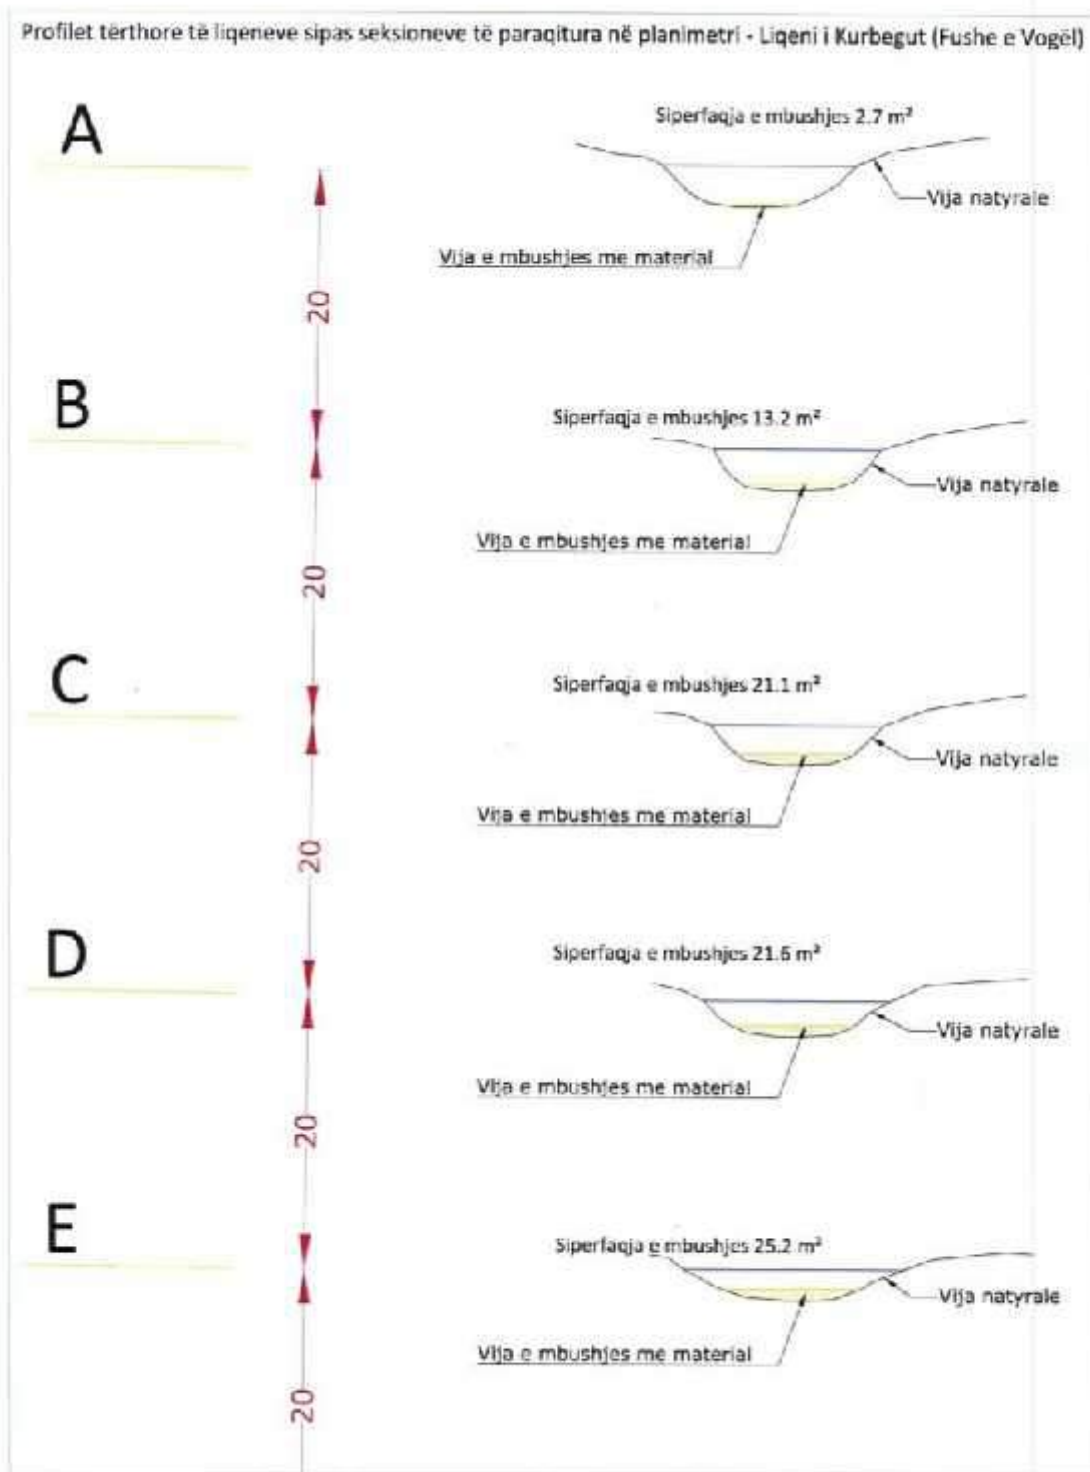 Profilet tërthore të liqeneve sipas seksioneve të paraqitura në planimetri - Liqeni i Kurbegut (Fushe e Vogël)
A
Siperfaqja e mbushjes 2.7 m²
Vija natyrale
Vija e mbushjes me material
20
B
Siperfaqja e mbushjes 13.2 m²
Vija natyrale
Vija e mbushjes me material
20
C
Siperfaqja e mbushjes 21.1 m²
Vija natyrale
Vija e mbushjes me material
20
D
Siperfaqja e mbushjes 21.6 m²
Vija natyrale
Vija e mbushjes me material
20
E
Siperfaqja e mbushjes 25.2 m²
Vija natyrale
Vija e mbushjes me material
20